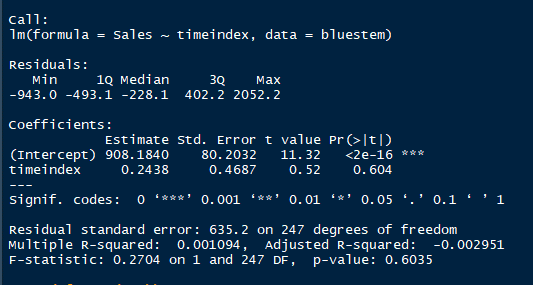 Call:
lm(formula = Sales ~ timeindex, data = bluestem)
Residuals:
Min 1Q Median 3Q Max
-943.0 -493.1 -228.1 402.2 2052.2
Coefficients:
Estimate Std. Error t value Pr(>|t|)
(Intercept) 908.1840 80.2032 11.32 <2e-16 ***
timeindex 0.2438 0.4687 0.52 0.604
---
Signif. codes: 0 ‘***’ 0.001 ‘**’ 0.01 ‘*’ 0.05 ‘.’ 0.1 ‘ ’ 1
Residual standard error: 635.2 on 247 degrees of freedom
Multiple R-squared: 0.001094, Adjusted R-squared: -0.002951
F-statistic: 0.2704 on 1 and 247 DF, p-value: 0.6035